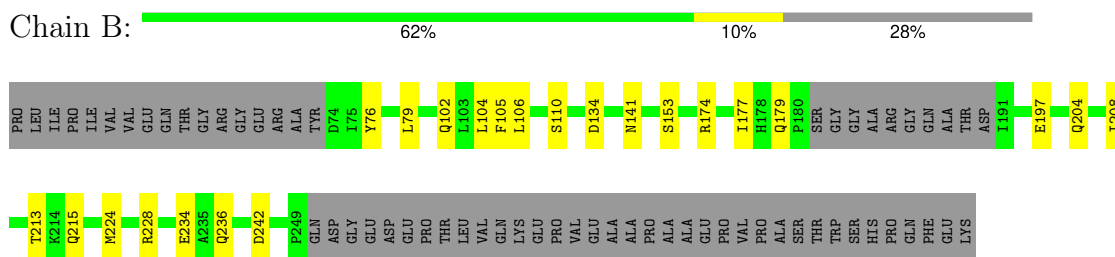 Chain B:
62% 10% 28%
PRO LEU ILE PRO ILE VAL VAL GLU GLN THR GLY ARG GLY GLU ARG ALA TYR D74 I75 Y76 L79 Q102 L103 L104 F105 L106 S110 D134 N141 S153 R174 I177 H178 Q179 P180 SER GLY GLY ALA ARG GLY GLN ALA THR ASP I191 E197 Q204 I208
T213 K214 Q215 M224 R228 E234 A235 Q236 D242 P249 GLN ASP GLY GLU ASP GLU PRO THR LEU VAL GLN LYS GLU PRO VAL GLU ALA ALA PRO ALA ALA GLU PRO VAL PRO ALA SER THR TRP SER HIS PRO GLN PHE GLU LYS